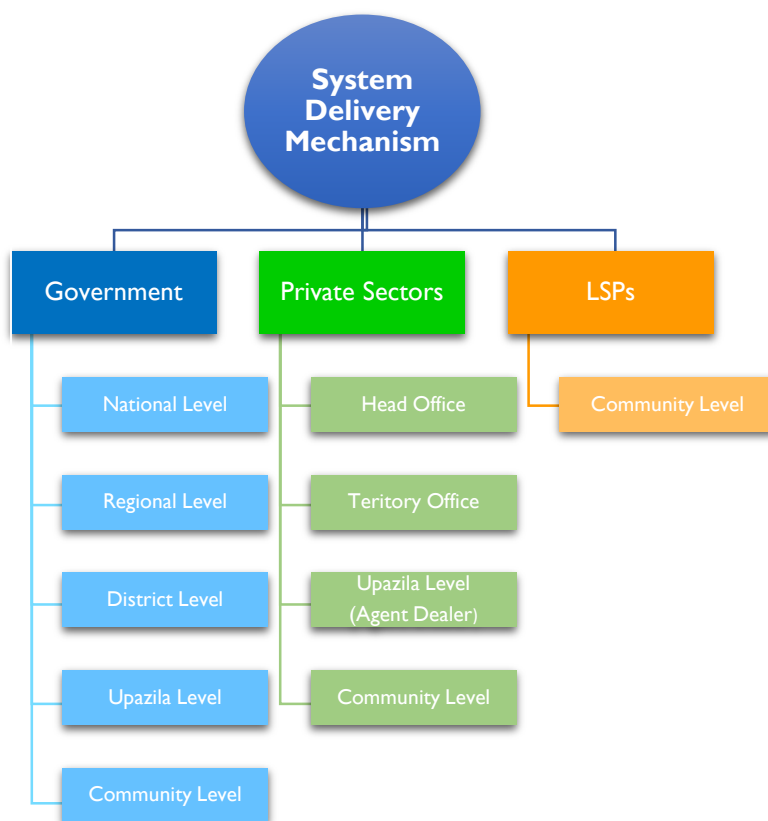 System
Delivery
Mechanism
Government
Private Sectors
LSPs
National Level
Head Office
Community Level
Regional Level
Teritory Office
District Level
Upazila Level
(Agent Dealer)
Upazila Level
Community Level
Community Level